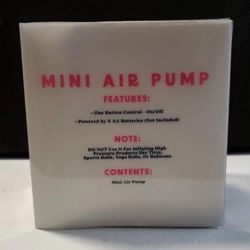 MINI AIR PUMP
FEATURES:
• One Button Control - On/Off
• Powered by 6 AA Batteries (Not Included)
NOTE:
DO NOT Use it For Inflating High
Pressure Products like Tires,
Sports Balls, Yoga Balls, Or Balloons.
CONTENTS:
Mini Air Pump